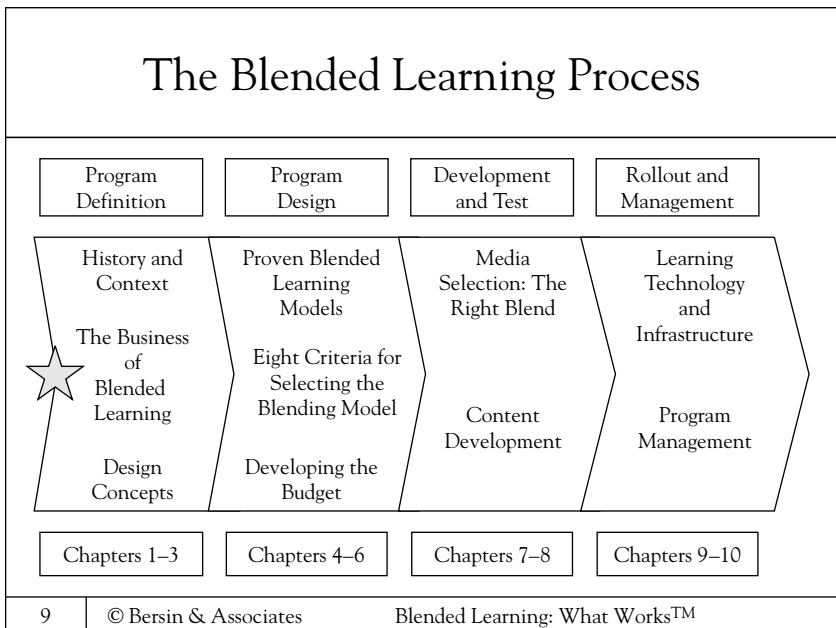 The Blended Learning Process
Program
Definition
Program
Design
Development
and Test
Rollout and
Management
History and
Context
The Business
of
Blended
Learning
Design
Concepts
Proven Blended
Learning
Models
Eight Criteria for
Selecting the
Blending Model
Developing the
Budget
Media
Selection: The
Right Blend
Content
Development
Learning
Technology
and
Infrastructure
Program
Management
Chapters 1–3
Chapters 4–6
Chapters 7–8
Chapters 9–10
9 © Bersin & Associates Blended Learning: What Works™